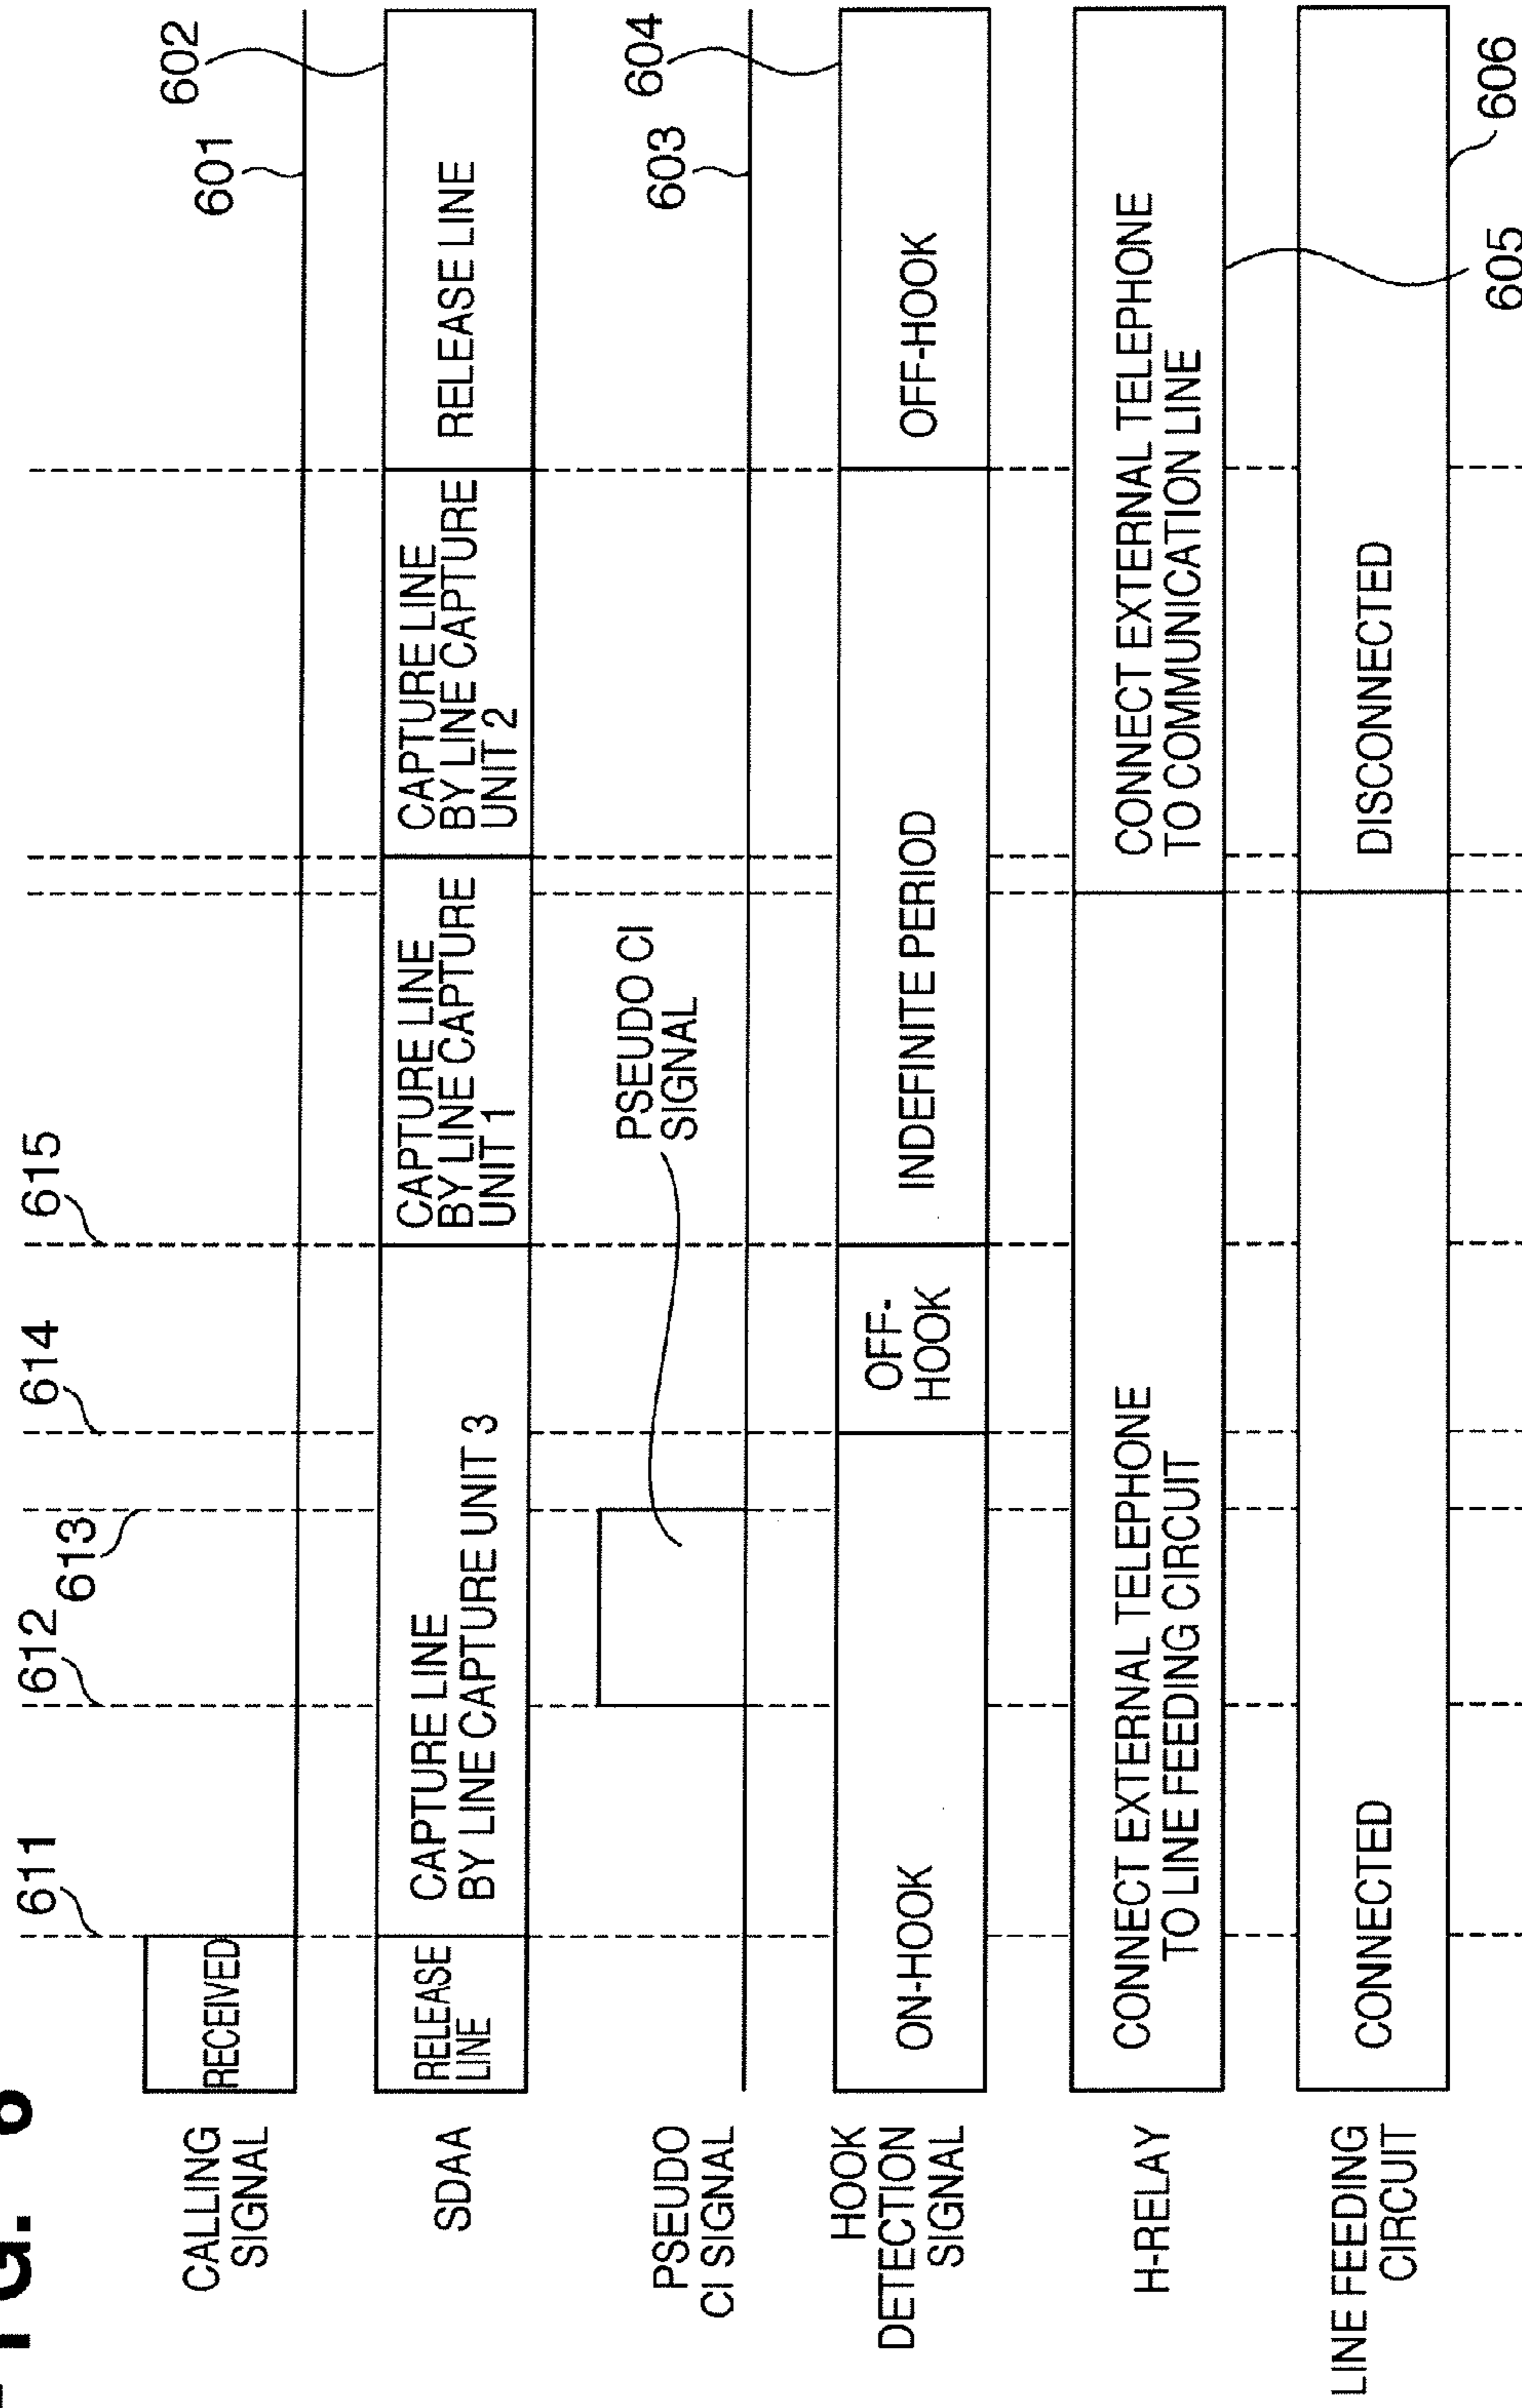 FIG. 6
611
612
613
614
615
CALLING
SIGNAL
RECEIVED
601
SDAA
RELEASE
LINE
CAPTURE LINE
BY LINE CAPTURE UNIT 3
CAPTURE LINE
BY LINE CAPTURE
UNIT 1
CAPTURE LINE
BY LINE CAPTURE
UNIT 2
RELEASE LINE
602
PSEUDO
CI SIGNAL
PSEUDO CI
SIGNAL
603
HOOK
DETECTION
SIGNAL
ON-HOOK
OFF-
HOOK
INDEFINITE PERIOD
OFF-HOOK
604
H-RELAY
CONNECT EXTERNAL TELEPHONE
TO LINE FEEDING CIRCUIT
CONNECT EXTERNAL TELEPHONE
TO COMMUNICATION LINE
605
LINE FEEDING
CIRCUIT
CONNECTED
DISCONNECTED
606